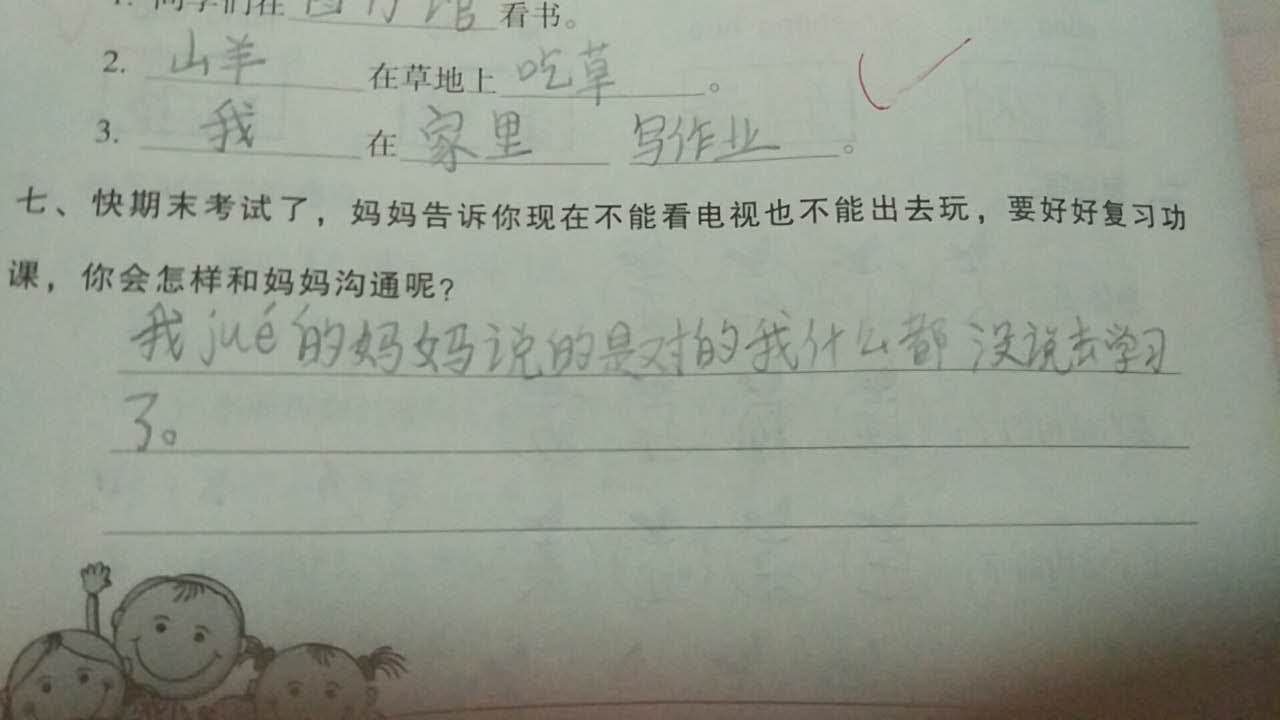 1. 同学们在 图书馆 看书。
2. 山羊 在草地上 吃草 。
3. 我 在 家里 写作业 。
七、快期末考试了，妈妈告诉你现在不能看电视也不能出去玩，要好好复习功
课，你会怎样和妈妈沟通呢?
我jué的妈妈说的是对的我什么都没说去学习
了。